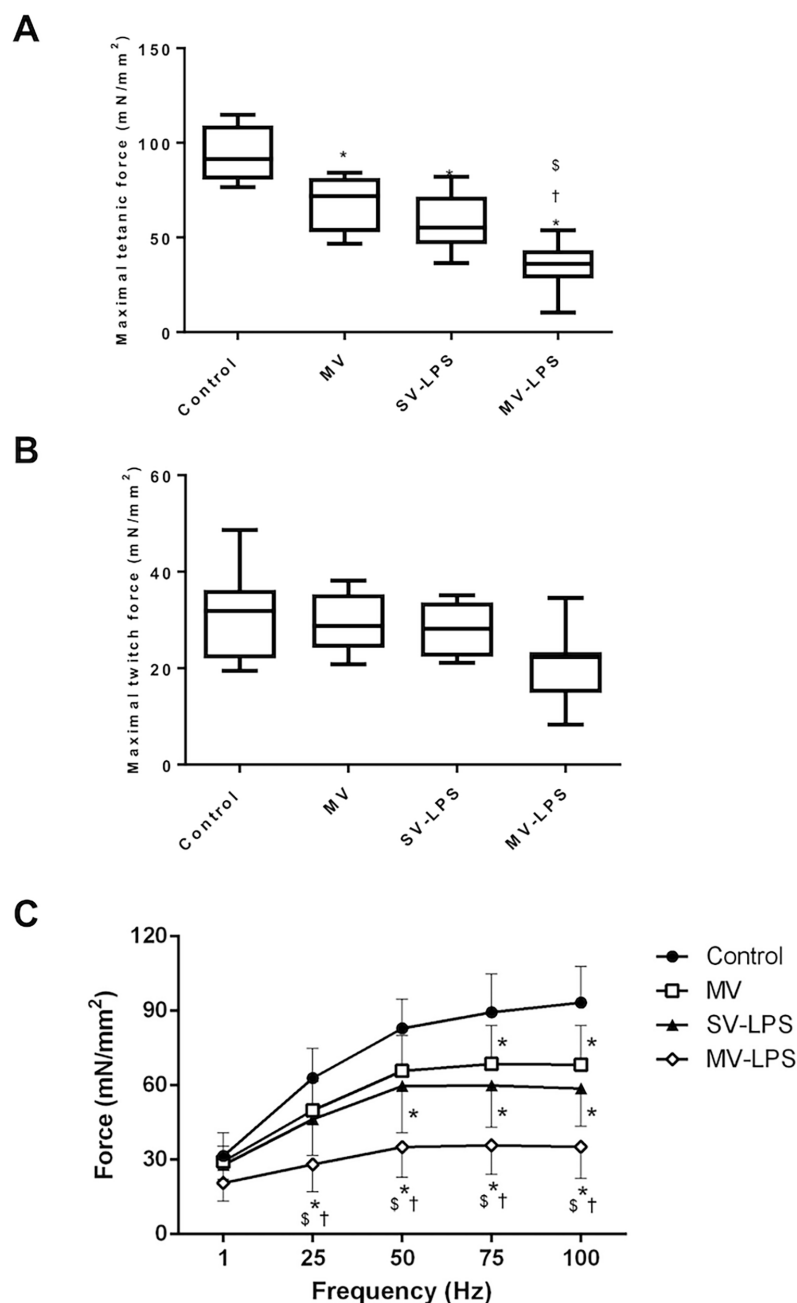 A
Maximal tetanic force (mN/mm²)
150
100
50
0
*
*
$
†
*
Control
MV
SV-LPS
MV-LPS
B
Maximal twitch force (mN/mm²)
60
40
20
0
Control
MV
SV-LPS
MV-LPS
C
Force (mN/mm²)
120
90
60
30
0
* *
* * *
* * * *
$ † $ † $ † $ †
1 25 50 75 100
Frequency (Hz)
Control
MV
SV-LPS
MV-LPS